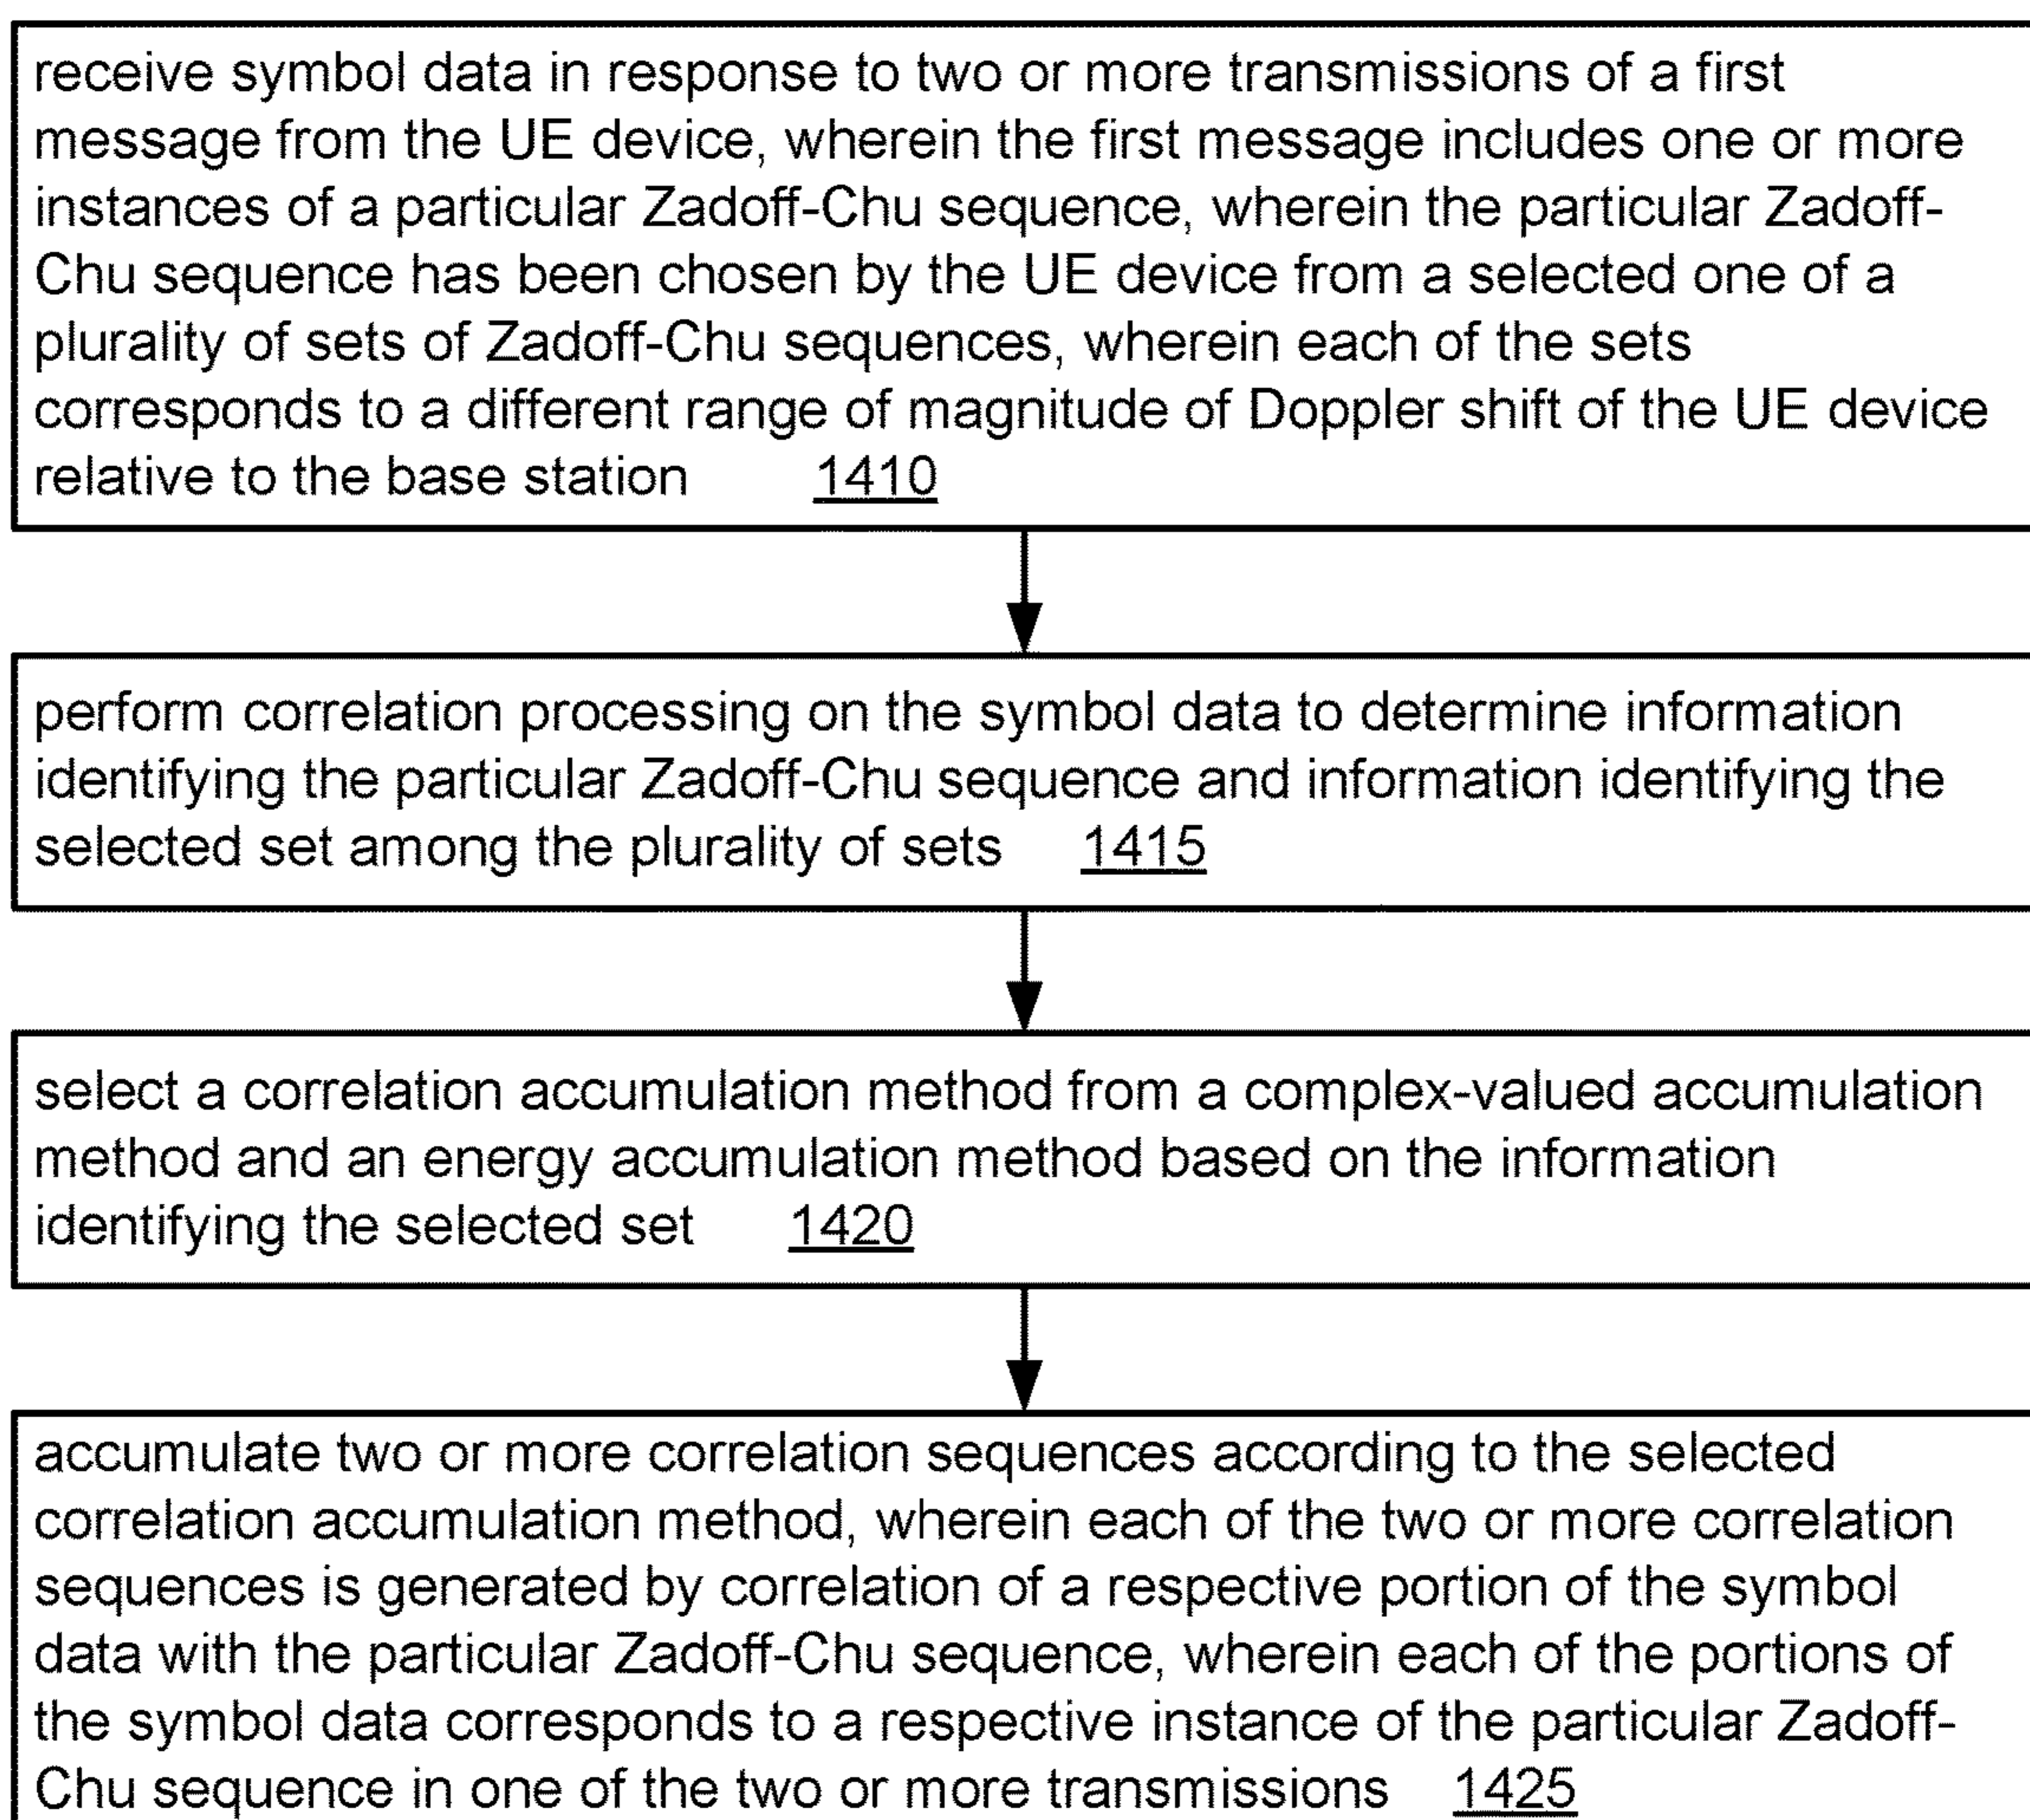 receive symbol data in response to two or more transmissions of a first
message from the UE device, wherein the first message includes one or more
instances of a particular Zadoff-Chu sequence, wherein the particular Zadoff-
Chu sequence has been chosen by the UE device from a selected one of a
plurality of sets of Zadoff-Chu sequences, wherein each of the sets
corresponds to a different range of magnitude of Doppler shift of the UE device
relative to the base station 1410
perform correlation processing on the symbol data to determine information
identifying the particular Zadoff-Chu sequence and information identifying the
selected set among the plurality of sets 1415
select a correlation accumulation method from a complex-valued accumulation
method and an energy accumulation method based on the information
identifying the selected set 1420
accumulate two or more correlation sequences according to the selected
correlation accumulation method, wherein each of the two or more correlation
sequences is generated by correlation of a respective portion of the symbol
data with the particular Zadoff-Chu sequence, wherein each of the portions of
the symbol data corresponds to a respective instance of the particular Zadoff-
Chu sequence in one of the two or more transmissions 1425